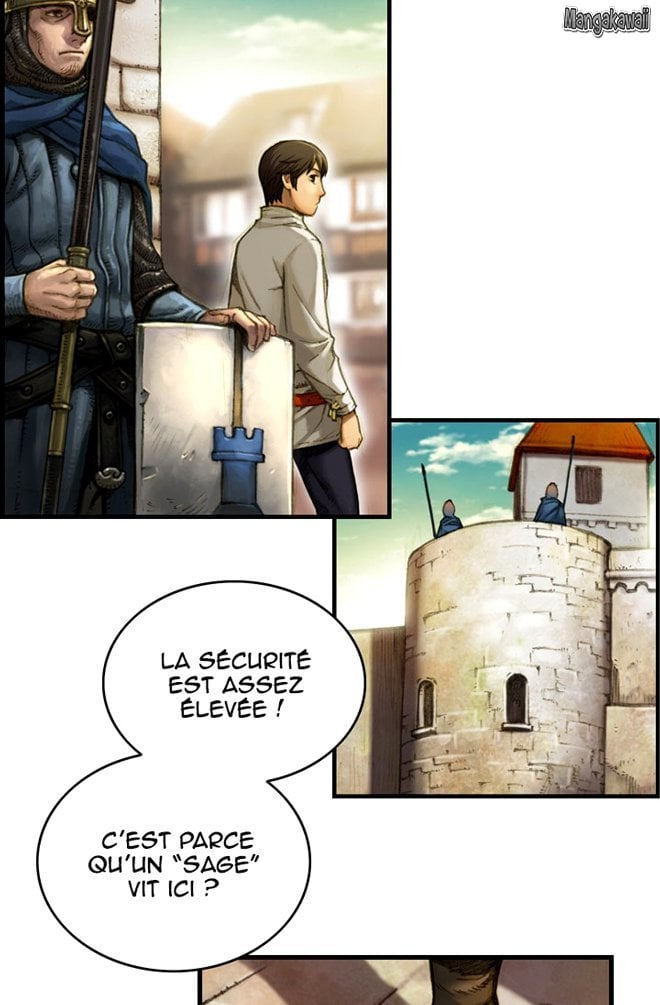 Mangakawaii
LA SÉCURITÉ
EST ASSEZ
ÉLEVÉE !
C'EST PARCE
QU'UN "SAGE"
VIT ICI ?